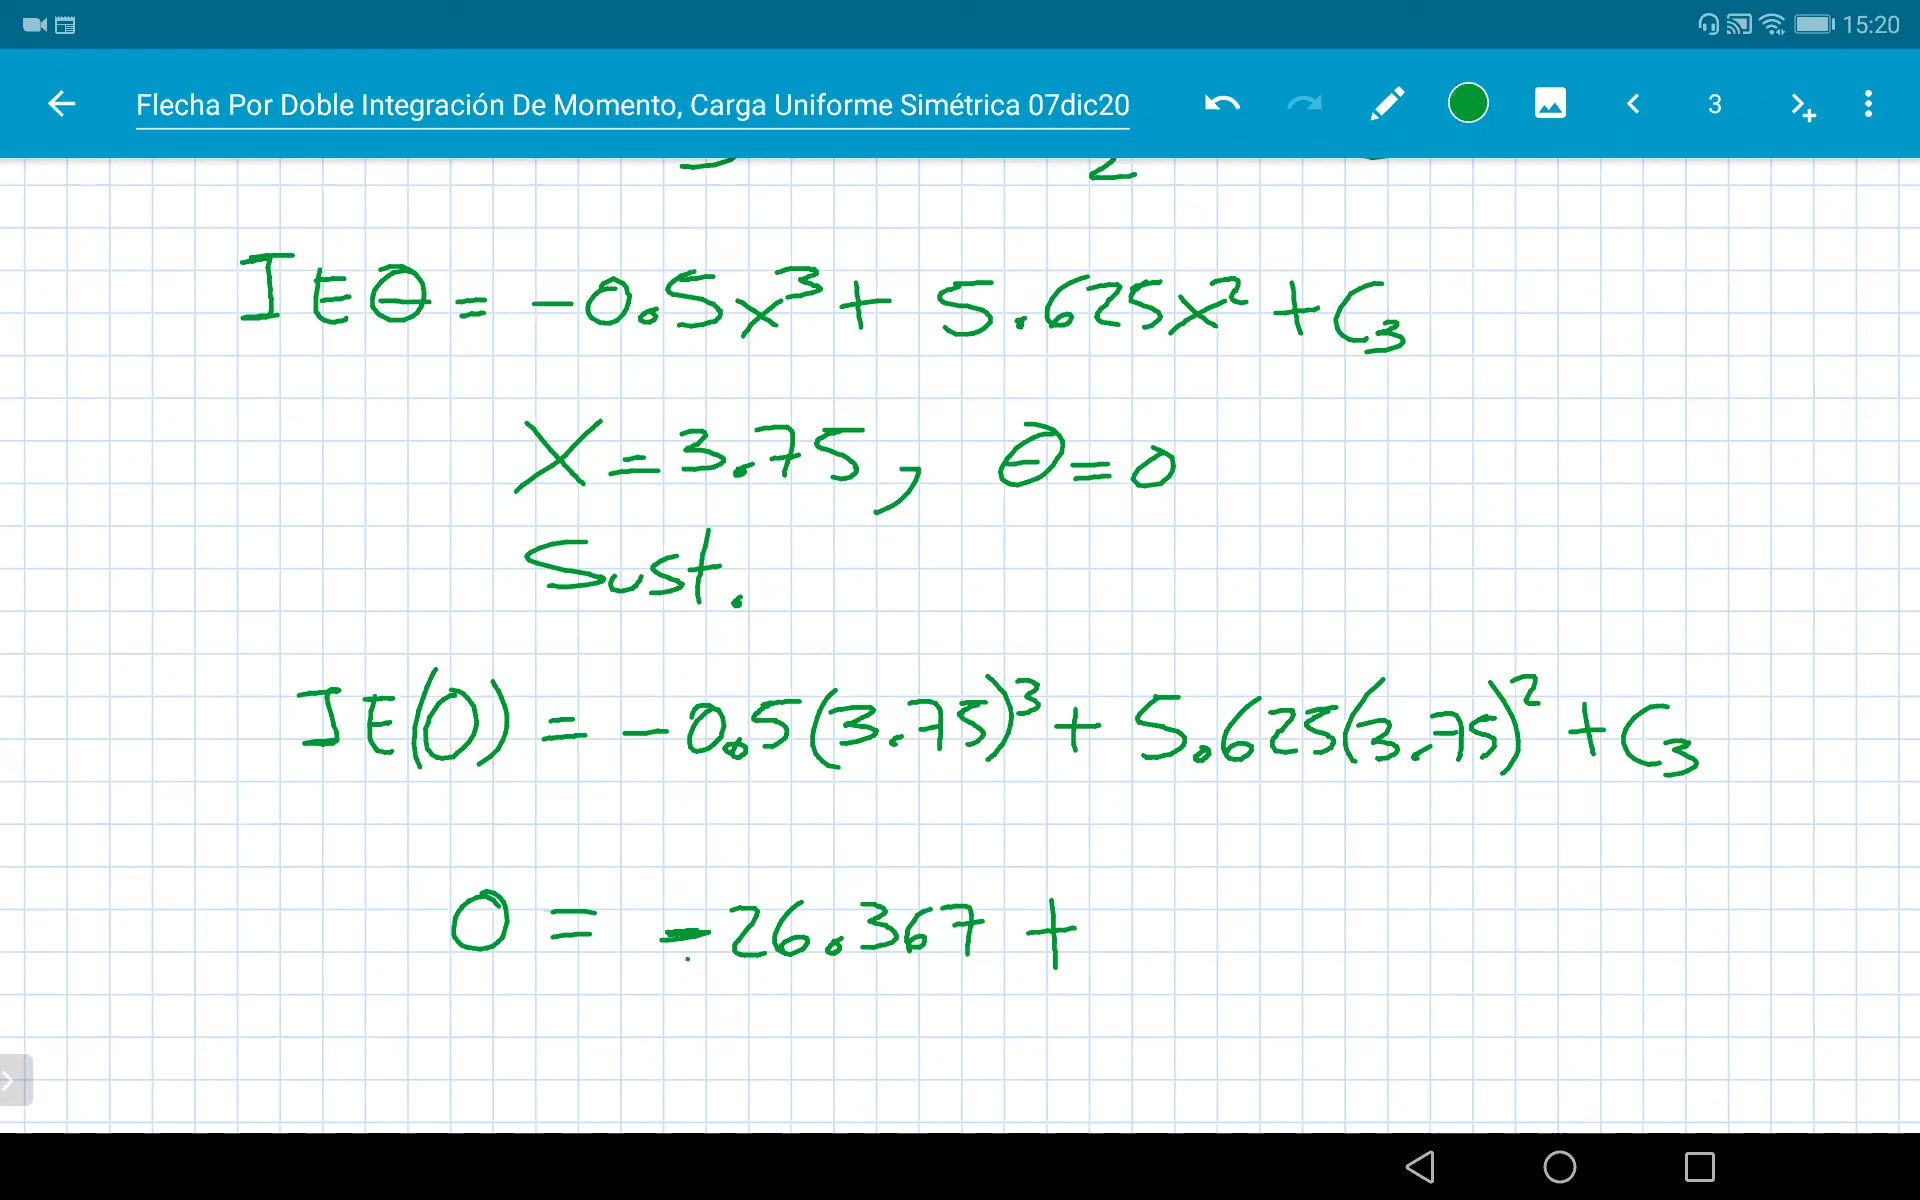 15:20
Flecha Por Doble Integración De Momento, Carga Uniforme Simétrica 07dic20 3
2
IEθ = -0.5x³ + 5.625x² + C₃
X = 3.75, θ = 0
Sust.
IE(0) = -0.5(3.75)³ + 5.625(3.75)² + C₃
0 = -26.367 +